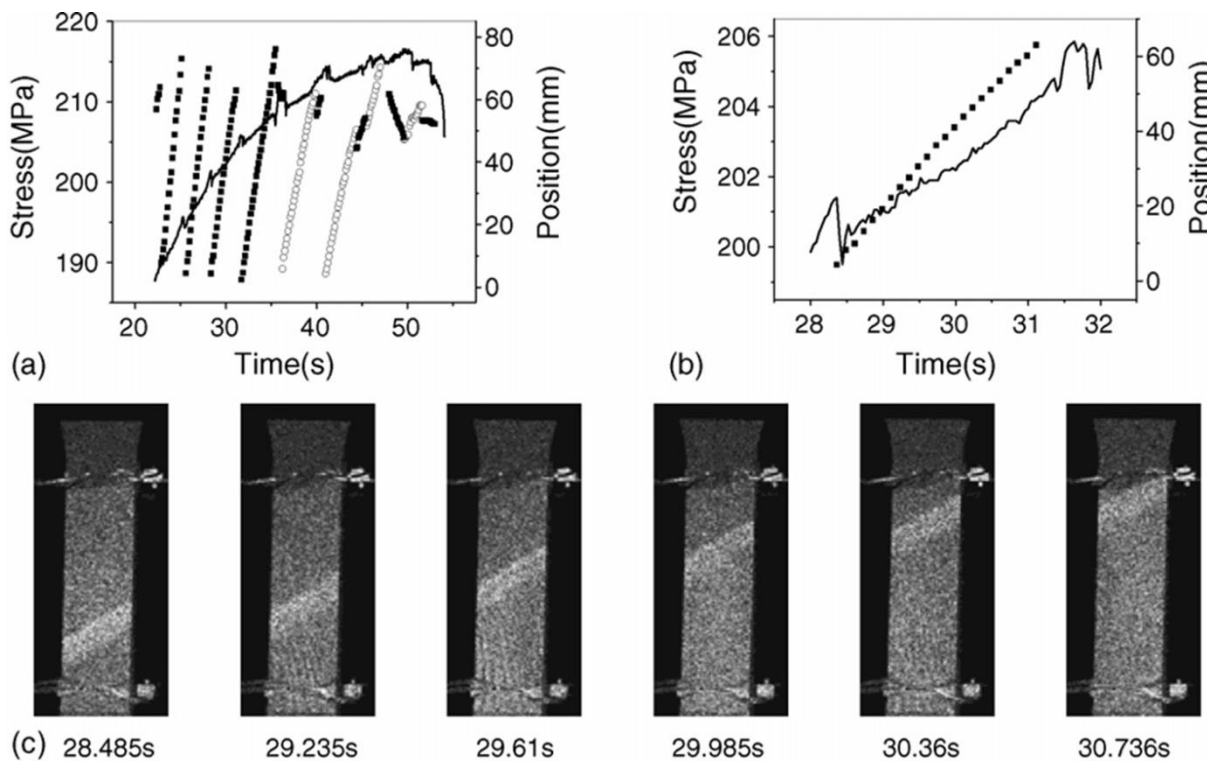 220
210
200
190
Stress(MPa)
80
60
40
20
0
Position(mm)
20 30 40 50
Time(s)
(a)
206
204
202
200
Stress(MPa)
60
40
20
0
Position(mm)
28 29 30 31 32
Time(s)
(b)
(c) 28.485s 29.235s 29.61s 29.985s 30.36s 30.736s